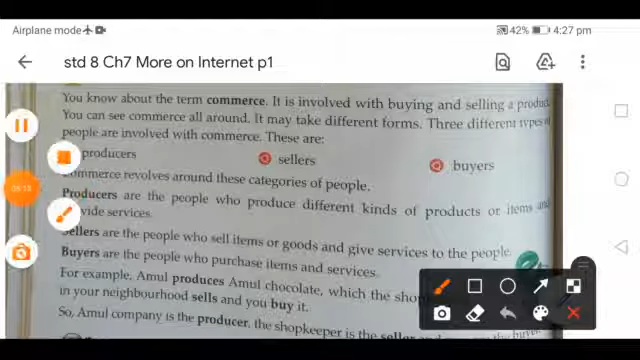 Airplane mode 42% 4:27 pm
std 8 Ch7 More on Internet p1
You know about the term commerce. It is involved with buying and selling a product.
You can see commerce all around. It may take different forms. Three different types of
people are involved with commerce. These are:
producers sellers buyers
Commerce revolves around these categories of people.
Producers are the people who produce different kinds of products or items and
provide services.
Sellers are the people who sell items or goods and give services to the people.
Buyers are the people who purchase items and services.
For example, Amul produces Amul chocolate, which the
in your neighbourhood sells and you buy it.
So, Amul company is the producer, the shopkeeper is the seller